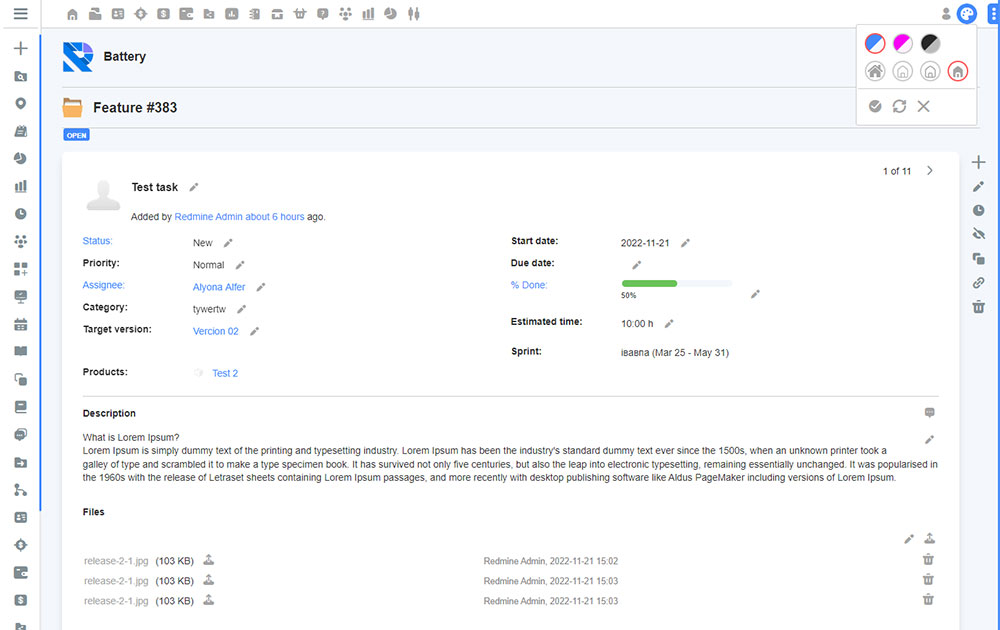 Battery
Feature #383
OPEN
1 of 11
Test task
Added by Redmine Admin about 6 hours ago.
Status: New
Priority: Normal
Assignee: Alyona Alfer
Category: tywertw
Target version: Vercion 02
Products: Test 2
Start date: 2022-11-21
Due date:
% Done: 50%
Estimated time: 10:00 h
Sprint: івавпа (Mar 25 - May 31)
Description
What is Lorem Ipsum?
Lorem Ipsum is simply dummy text of the printing and typesetting industry. Lorem Ipsum has been the industry's standard dummy text ever since the 1500s, when an unknown printer took a
galley of type and scrambled it to make a type specimen book. It has survived not only five centuries, but also the leap into electronic typesetting, remaining essentially unchanged. It was popularised in
the 1960s with the release of Letraset sheets containing Lorem Ipsum passages, and more recently with desktop publishing software like Aldus PageMaker including versions of Lorem Ipsum.
Files
release-2-1.jpg (103 KB) Redmine Admin, 2022-11-21 15:02
release-2-1.jpg (103 KB) Redmine Admin, 2022-11-21 15:03
release-2-1.jpg (103 KB) Redmine Admin, 2022-11-21 15:03